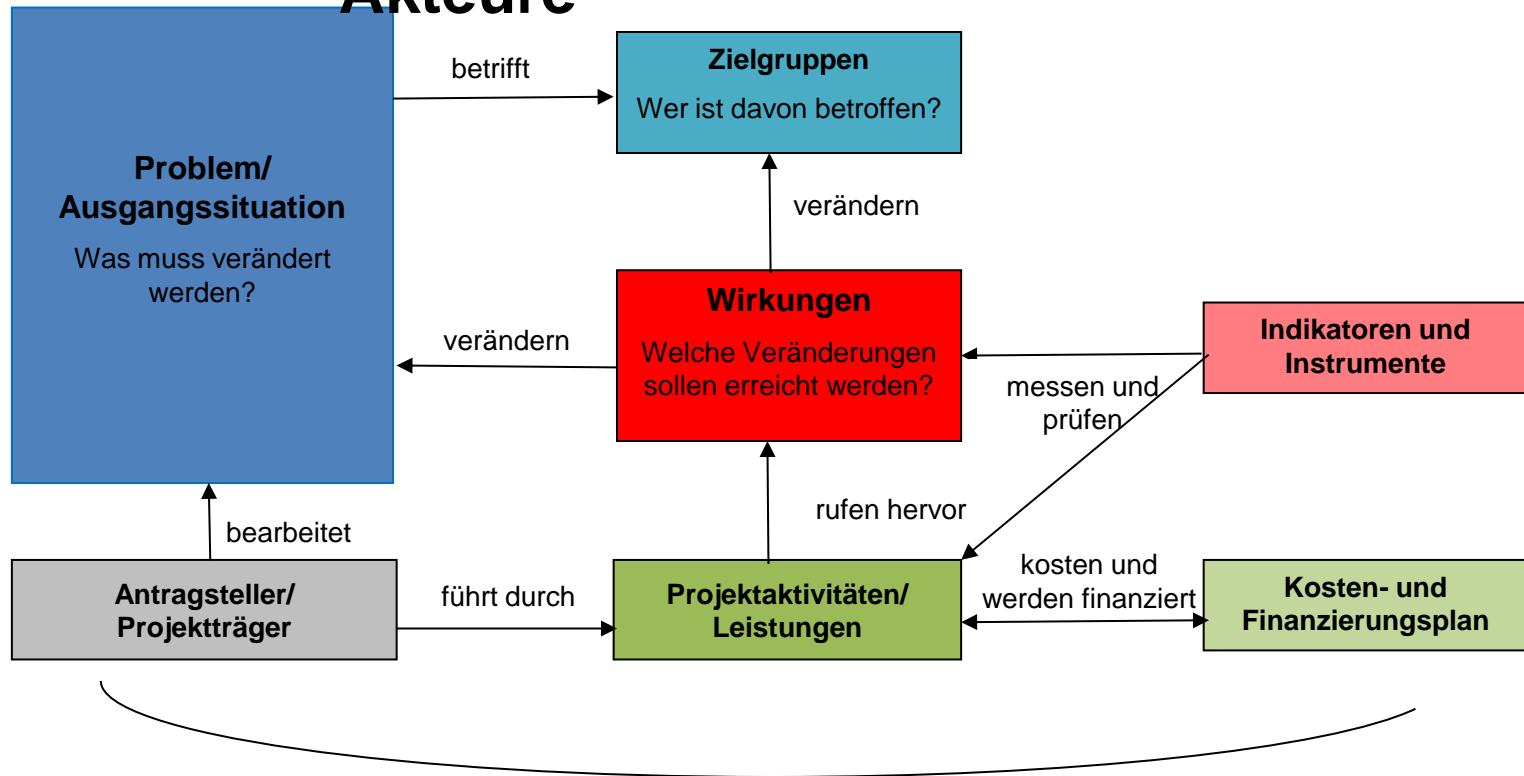 Akteure
betrifft
Zielgruppen
Wer ist davon betroffen?
Problem/
Ausgangssituation
Was muss verändert
werden?
verändern
Wirkungen
Welche Veränderungen
sollen erreicht werden?
verändern
Indikatoren und
Instrumente
messen und
prüfen
rufen hervor
bearbeitet
Antragsteller/
Projektträger
führt durch
Projektaktivitäten/
Leistungen
kosten und
werden finanziert
Kosten- und
Finanzierungsplan